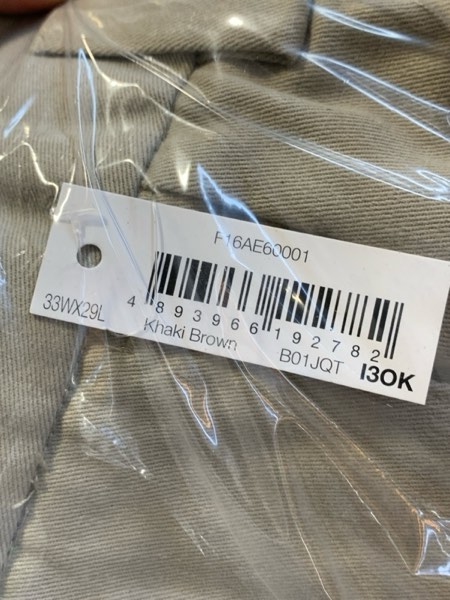 F16AE60001
33WX29L
4 893966 192782
Khaki Brown
B01JQT I3OK